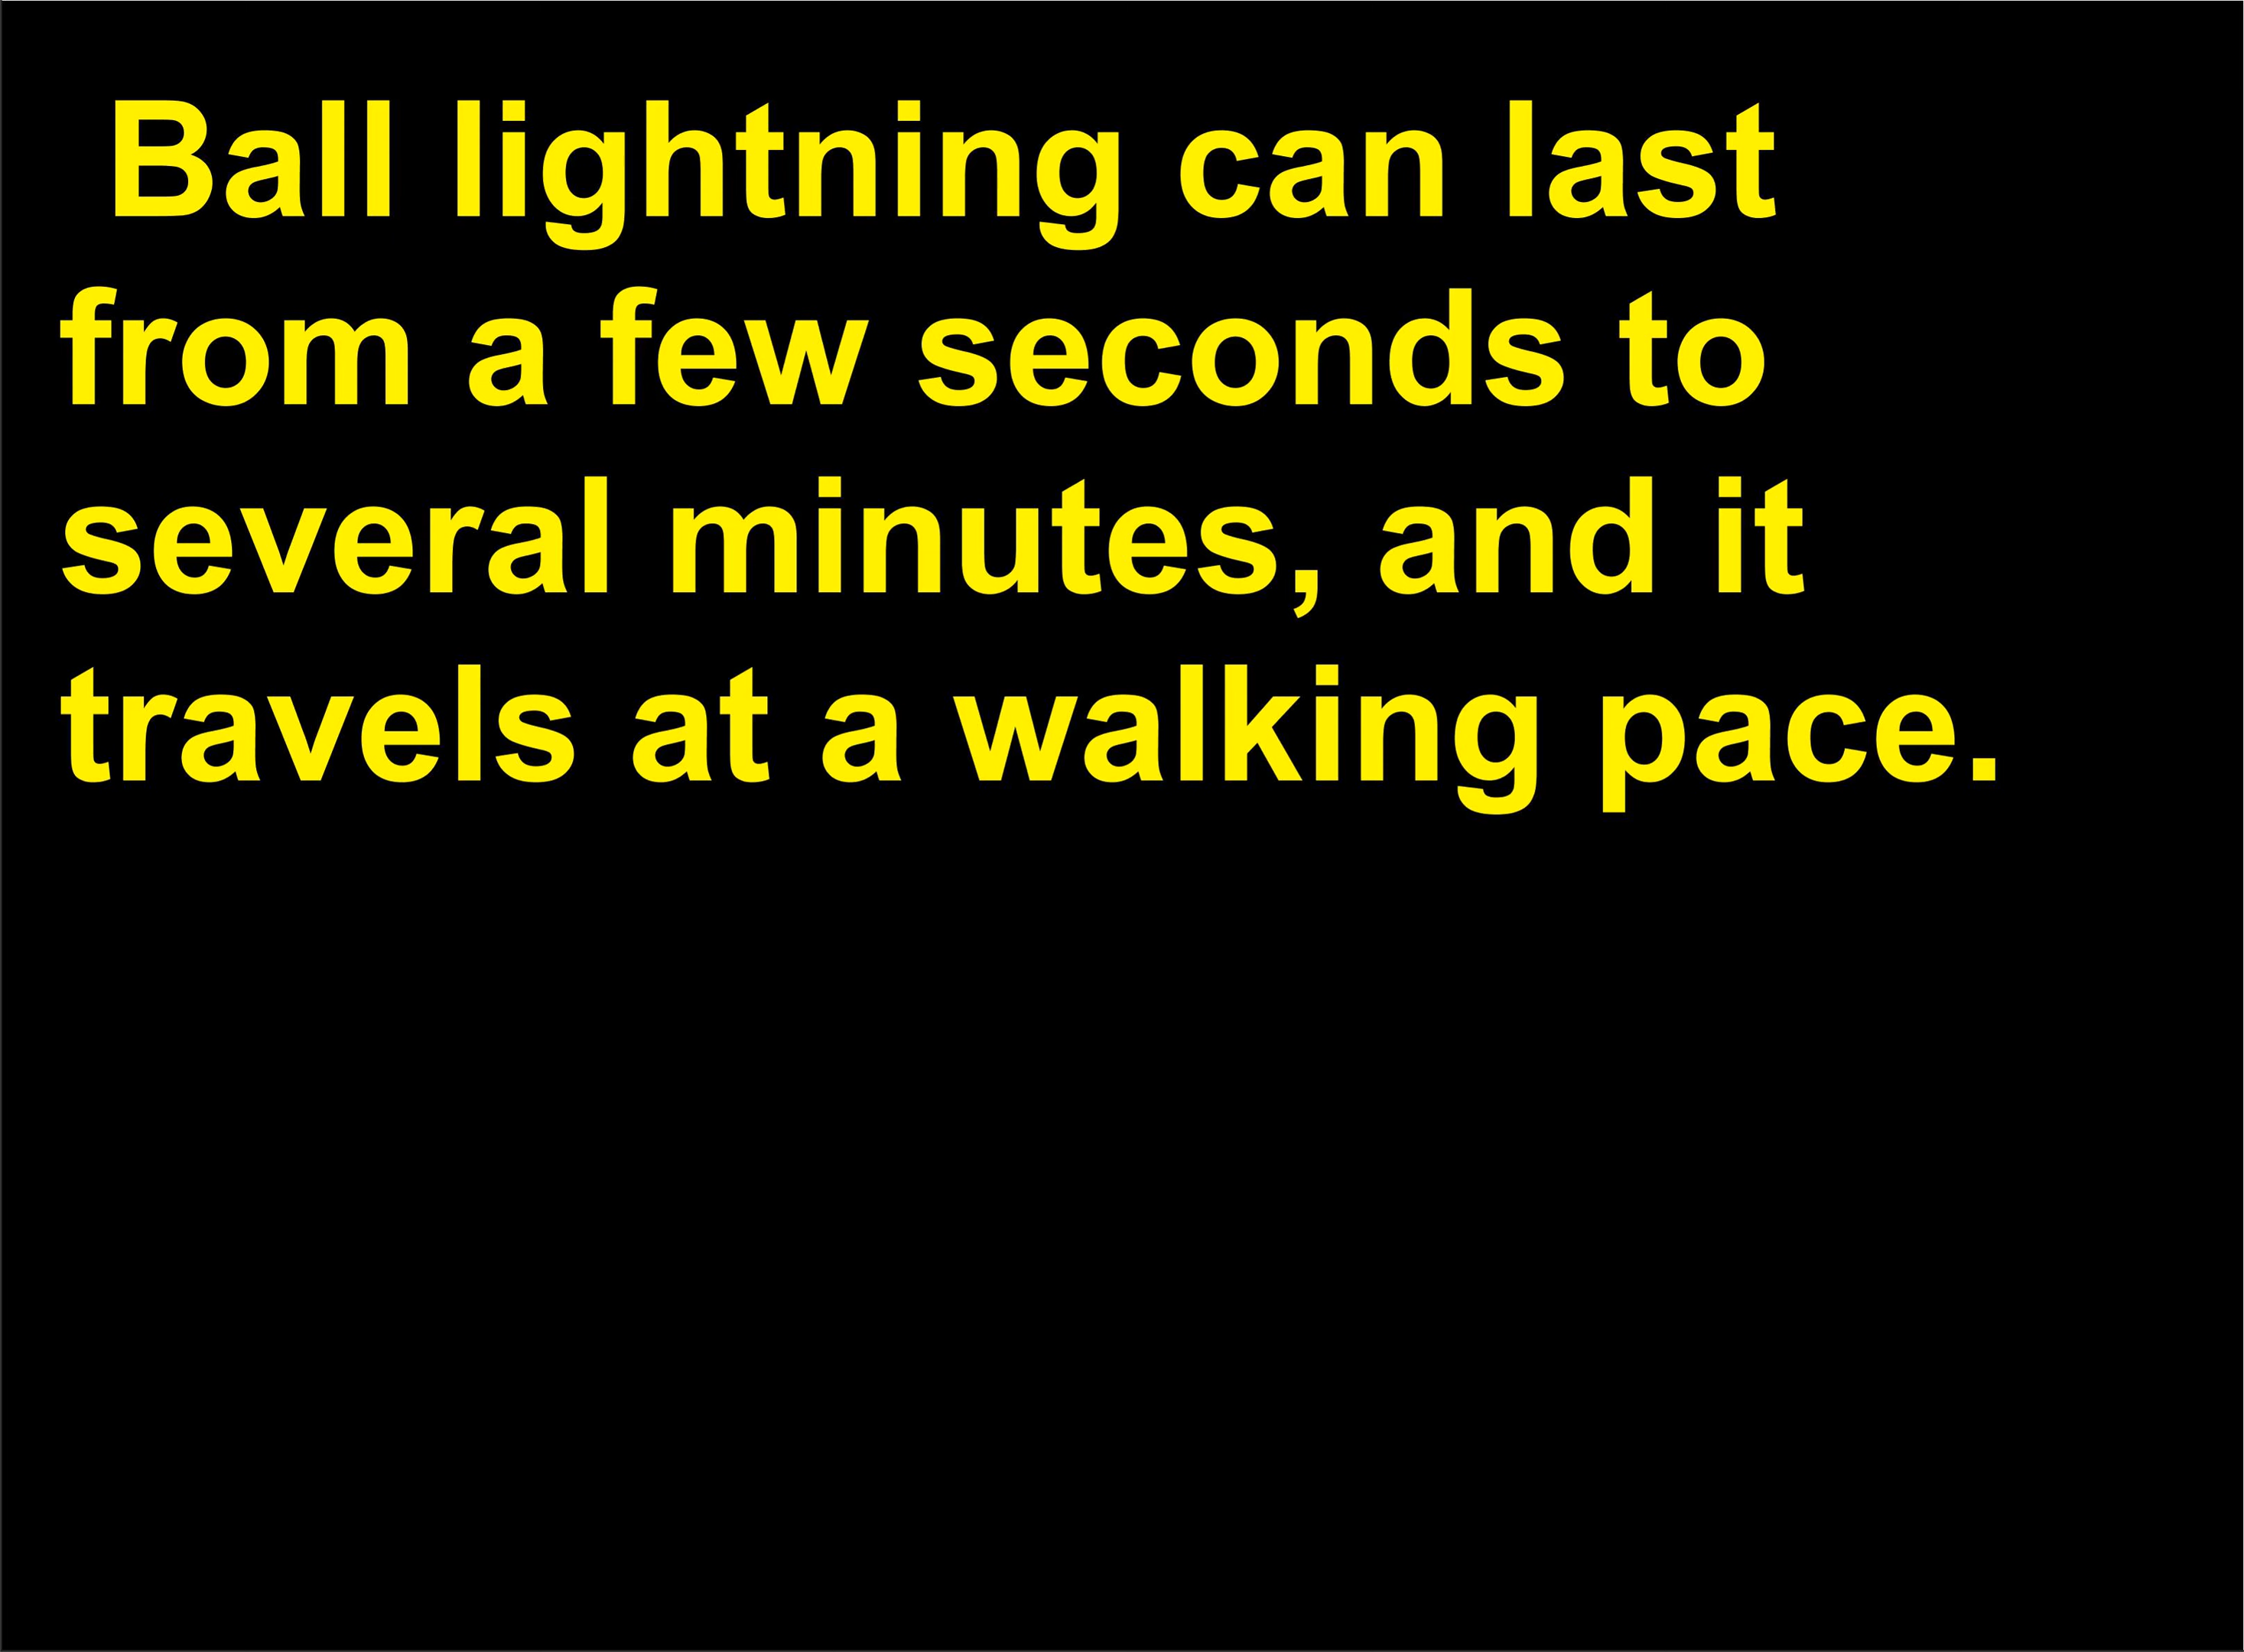 Ball lightning can last
from a few seconds to
several minutes, and it
travels at a walking pace.